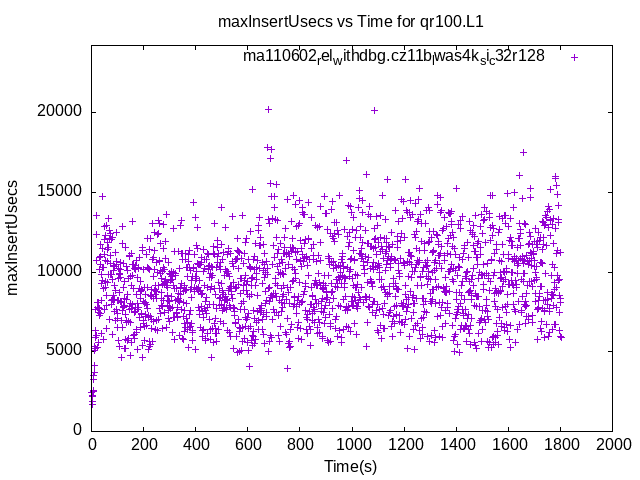 maxInsertUsecs vs Time for qr100.L1
ma110602_rel_withdbg.cz11b_bwas4k_si_c32r128
20000
15000
10000
5000
0
maxInsertUsecs
0 200 400 600 800 1000 1200 1400 1600 1800 2000
Time(s)